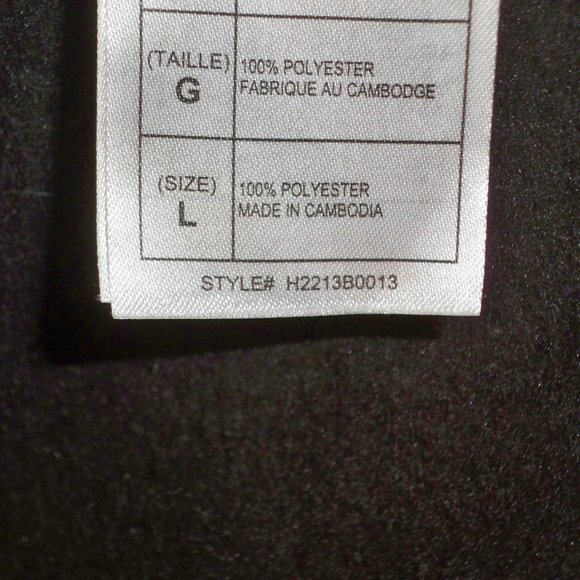 (TAILLE)
G
100% POLYESTER
FABRIQUE AU CAMBODGE
(SIZE)
L
100% POLYESTER
MADE IN CAMBODIA
STYLE# H2213B0013